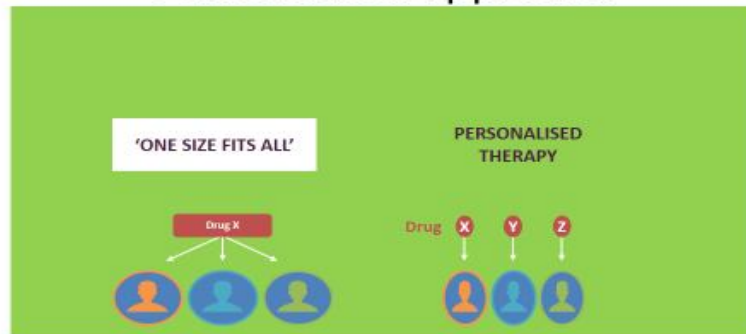 'ONE SIZE FITS ALL'
PERSONALISED
THERAPY
Drug X
Drug X Y Z